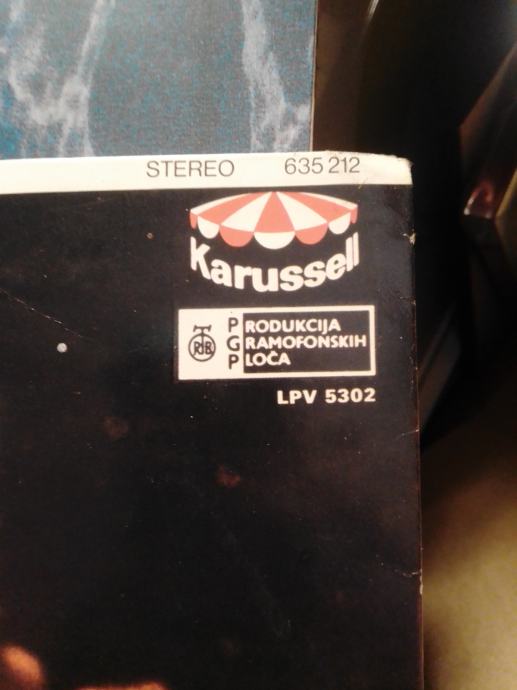 STEREO 635 212
Karussell
RTB
PRODUKCIJA
GRAMOFONSKIH
PLOČA
LPV 5302